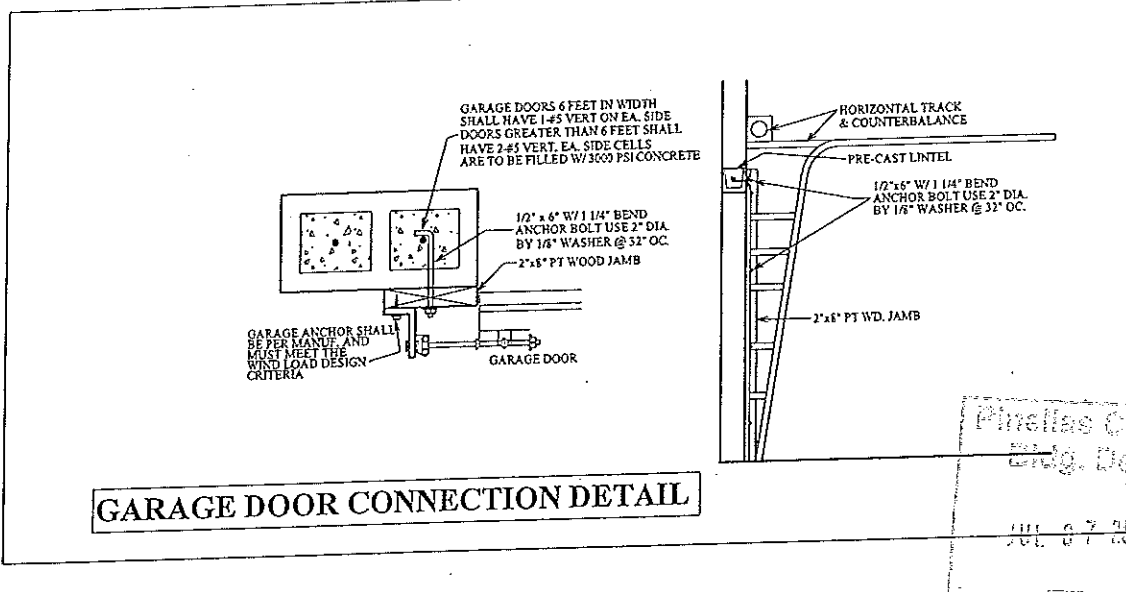 GARAGE DOORS 6 FEET IN WIDTH
SHALL HAVE 1-#5 VERT ON EA. SIDE
DOORS GREATER THAN 6 FEET SHALL
HAVE 2-#5 VERT. EA. SIDE CELLS
ARE TO BE FILLED W/ 3000 PSI CONCRETE
1/2" x 6" W/ 1 1/4" BEND
ANCHOR BOLT USE 2" DIA.
BY 1/8" WASHER @ 32" OC.
2"x8" PT WOOD JAMB
GARAGE ANCHOR SHALL
BE PER MANUF. AND
MUST MEET THE
WIND LOAD DESIGN
CRITERIA
GARAGE DOOR
HORIZONTAL TRACK
& COUNTERBALANCE
PRE-CAST LINTEL
1/2"x6" W/ 1 1/4" BEND
ANCHOR BOLT USE 2" DIA.
BY 1/8" WASHER @ 32" OC.
2"x8" PT WD. JAMB
GARAGE DOOR CONNECTION DETAIL
Pinellas
Bldg.
JUL 07